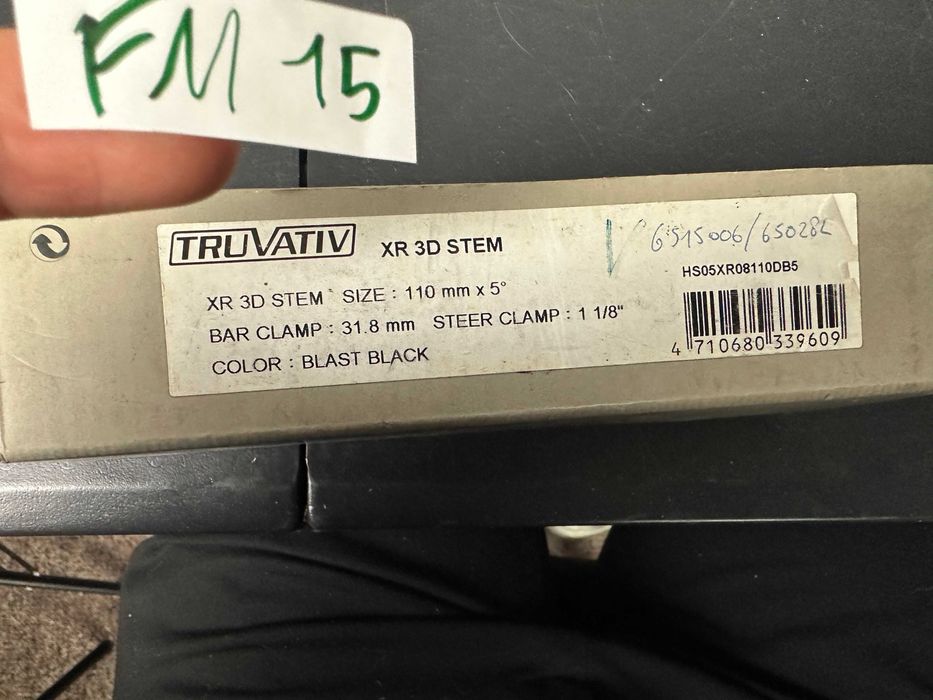 FM 15
TRUVATIV XR 3D STEM
6515006/65028L
HS05XR08110DB5
XR 3D STEM SIZE : 110 mm x 5°
BAR CLAMP : 31.8 mm STEER CLAMP : 1 1/8"
COLOR : BLAST BLACK
4 710680 339609